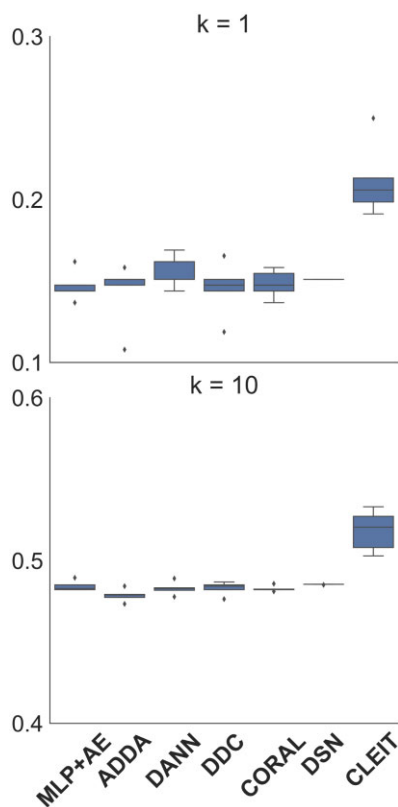 k = 1
0.3
0.2
0.1
k = 10
0.6
0.5
0.4
MLP+AE
ADDA
DANN
DDC
CORAL
DSN
CLEIT